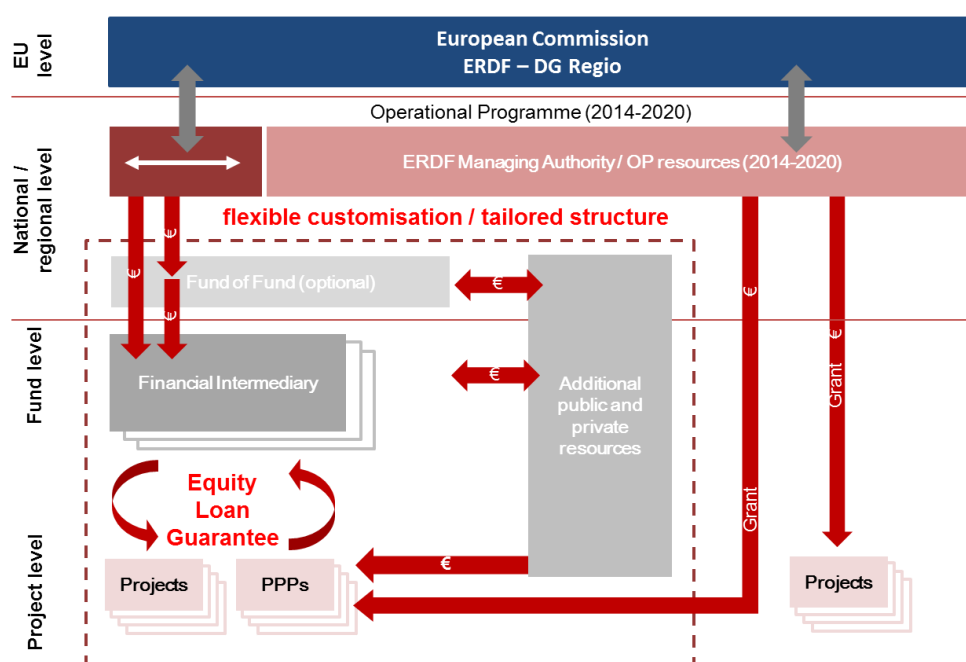 EU
level
European Commission
ERDF – DG Regio
Operational Programme (2014-2020)
National /
regional level
ERDF Managing Authority / OP resources (2014-2020)
flexible customisation / tailored structure
€
€
Fund of Fund (optional)
€
€
€
€
Fund level
Financial Intermediary
€
Additional
public and
private
resources
Grant
Equity
Loan
Guarantee
Grant
Project level
€
Projects
PPPs
Projects